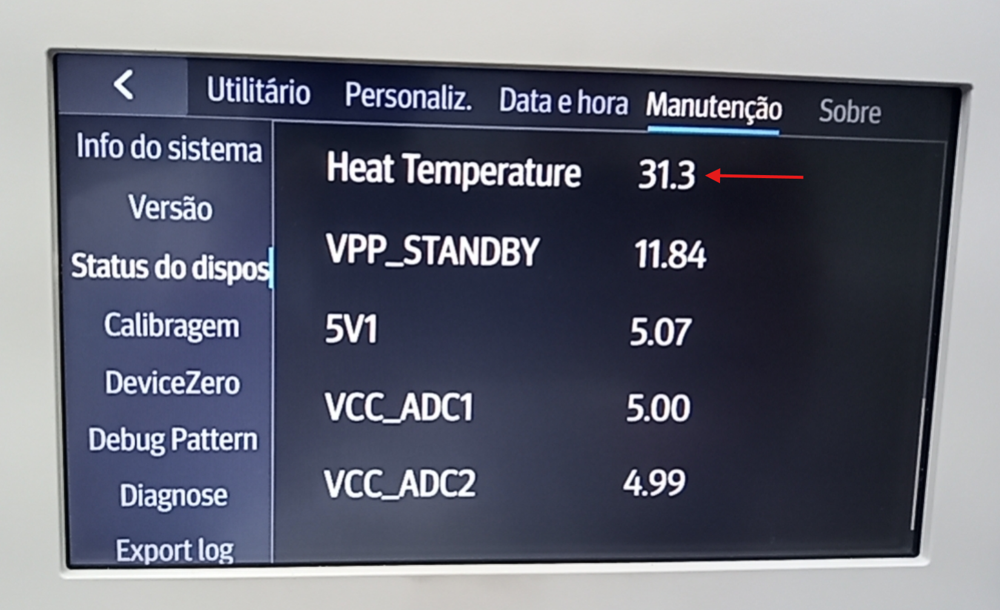 Utilitário Personaliz. Data e hora Manutenção Sobre
Info do sistema
Versão
Status do dispos
Calibragem
DeviceZero
Debug Pattern
Diagnose
Export log
Heat Temperature 31.3
VPP_STANDBY 11.84
5V1 5.07
VCC_ADC1 5.00
VCC_ADC2 4.99